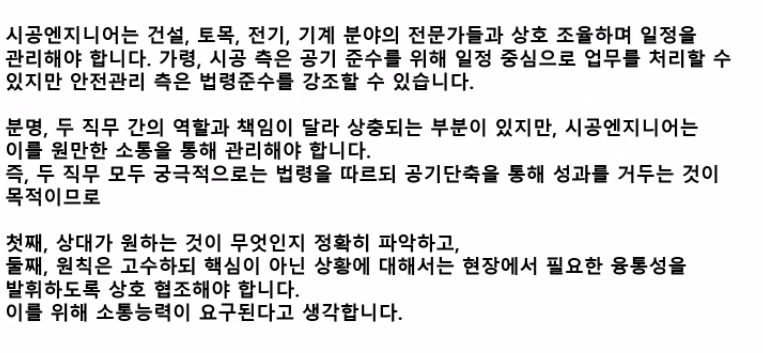 시공엔지니어는 건설, 토목, 전기, 기계 분야의 전문가들과 상호 조율하며 일정을
관리해야 합니다. 가령, 시공 측은 공기 준수를 위해 일정 중심으로 업무를 처리할 수
있지만 안전관리 측은 법령준수를 강조할 수 있습니다.
분명, 두 직무 간의 역할과 책임이 달라 상충되는 부분이 있지만, 시공엔지니어는
이를 원만한 소통을 통해 관리해야 합니다.
즉, 두 직무 모두 궁극적으로는 법령을 따르되 공기단축을 통해 성과를 거두는 것이
목적이므로
첫째, 상대가 원하는 것이 무엇인지 정확히 파악하고,
둘째, 원칙은 고수하되 핵심이 아닌 상황에 대해서는 현장에서 필요한 융통성을
발휘하도록 상호 협조해야 합니다.
이를 위해 소통능력이 요구된다고 생각합니다.